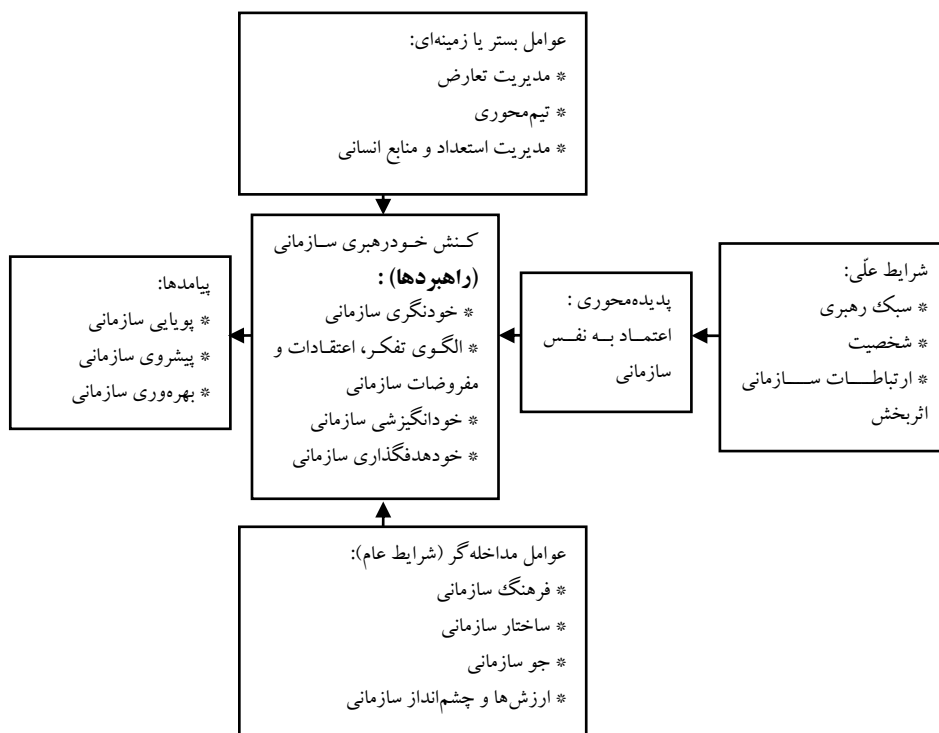 عوامل بستر یا زمینه‌ای:
* مدیریت تعارض
* تیم‌محوری
* مدیریت استعداد و منابع انسانی
شرایط علّی:
* سبک رهبری
* شخصیت
* ارتباطات سازمانی
اثربخش
پدیده‌محوری :
اعتماد به نفس
سازمانی
کنش خودرهبری سازمانی
(راهبردها) :
* خودنگری سازمانی
* الگوی تفکر، اعتقادات و
مفروضات سازمانی
* خودانگیزشی سازمانی
* خودهدفگذاری سازمانی
پیامدها:
* پویایی سازمانی
* پیشروی سازمانی
* بهره‌وری سازمانی
عوامل مداخله‌گر (شرایط عام):
* فرهنگ سازمانی
* ساختار سازمانی
* جو سازمانی
* ارزش‌ها و چشم‌انداز سازمانی